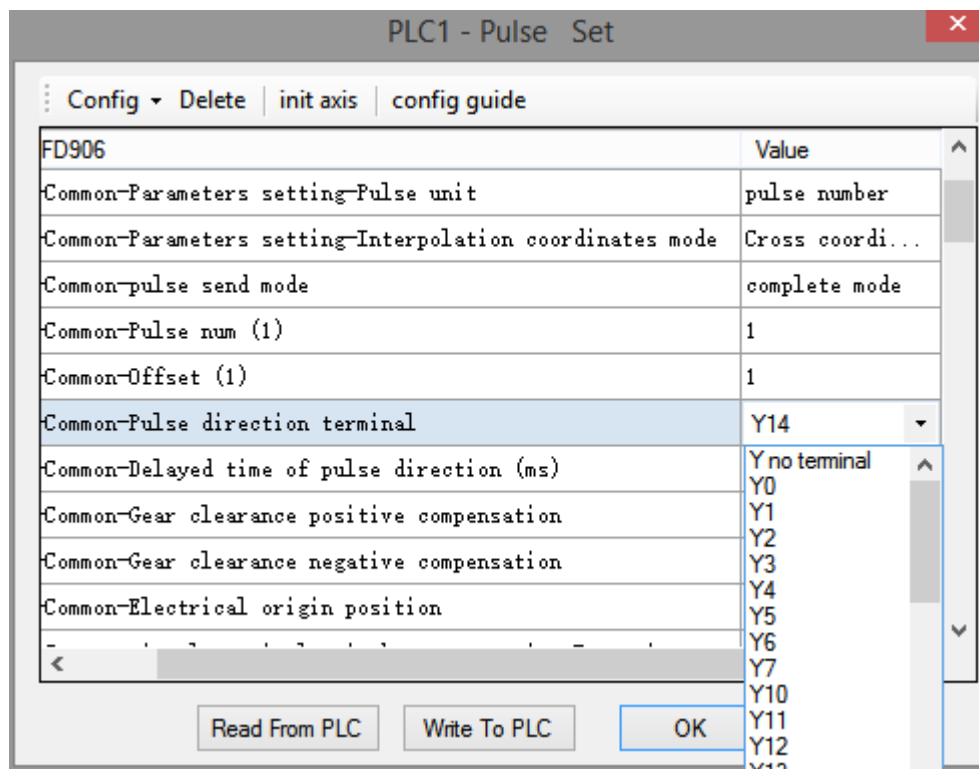 PLC1 - Pulse Set
Config Delete init axis config guide
FD906 Value
Common-Parameters setting-Pulse unit pulse number
Common-Parameters setting-Interpolation coordinates mode Cross coordi...
Common-pulse send mode complete mode
Common-Pulse num (1) 1
Common-Offset (1) 1
Common-Pulse direction terminal Y14
Common-Delayed time of pulse direction (ms)
Common-Gear clearance positive compensation
Common-Gear clearance negative compensation
Common-Electrical origin position
Y no terminal
Y0
Y1
Y2
Y3
Y4
Y5
Y6
Y7
Y10
Y11
Y12
Read From PLC Write To PLC OK